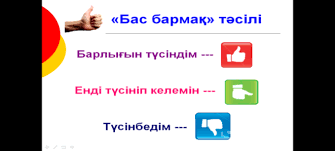 «Бас бармақ» тәсілі
Барлығын түсіндім ---
Енді түсініп келемін ---
Түсінбедім ---